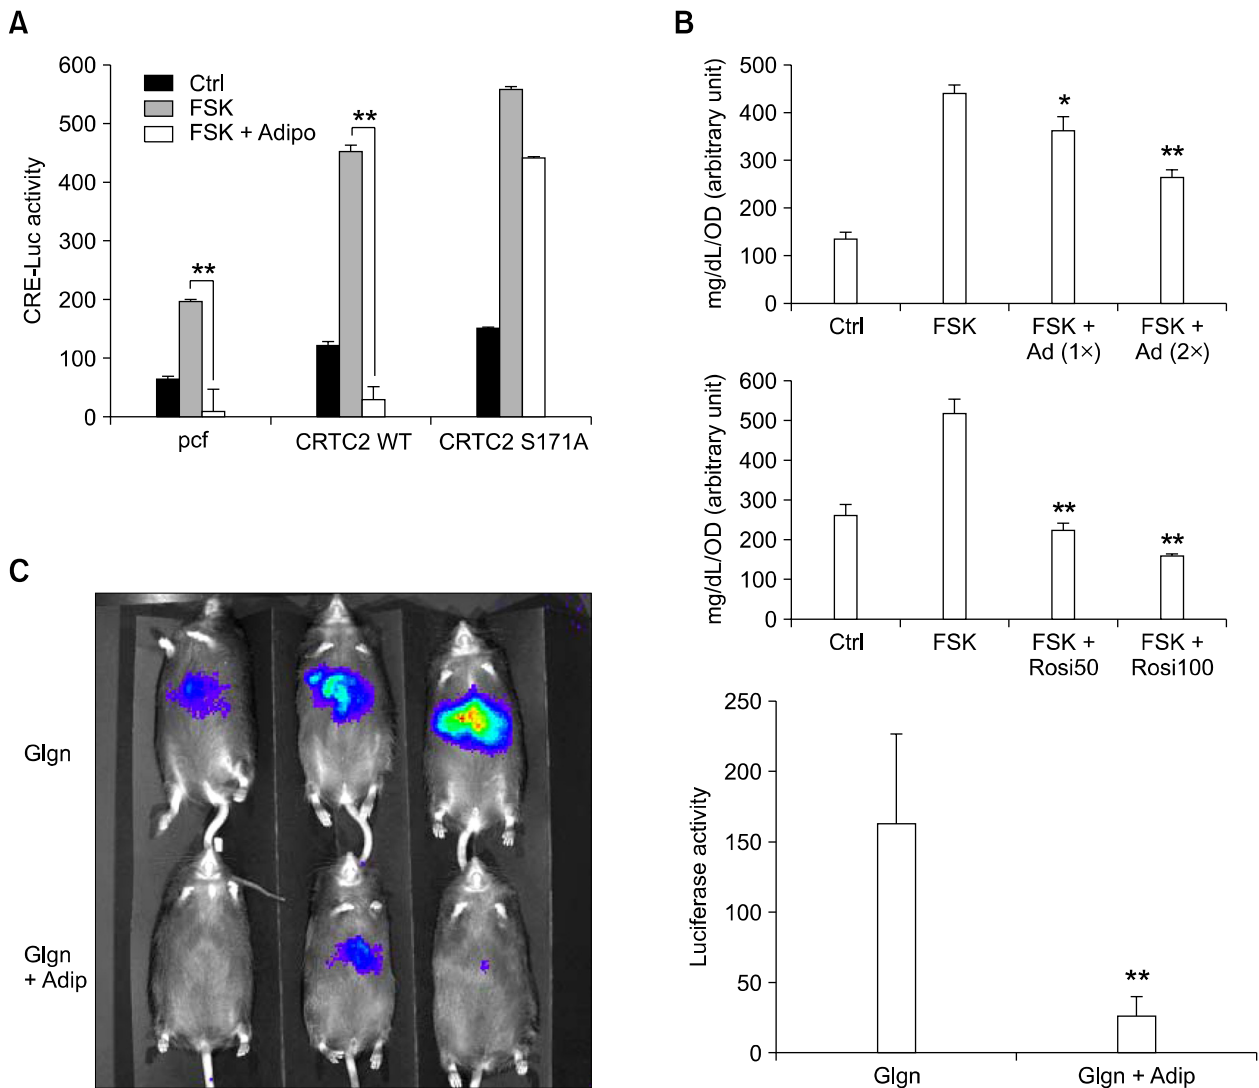 A
CRE-Luc activity
600
500
400
300
200
100
0
Ctrl
FSK
FSK + Adipo
**
**
pcf
CRTC2 WT
CRTC2 S171A
B
mg/dL/OD (arbitrary unit)
500
400
300
200
100
0
*
**
Ctrl
FSK
FSK +
Ad (1×)
FSK +
Ad (2×)
mg/dL/OD (arbitrary unit)
600
500
400
300
200
100
0
**
**
Ctrl
FSK
FSK +
Rosi50
FSK +
Rosi100
C
Glgn
Glgn
+ Adip
Luciferase activity
250
200
150
100
50
0
**
Glgn
Glgn + Adip